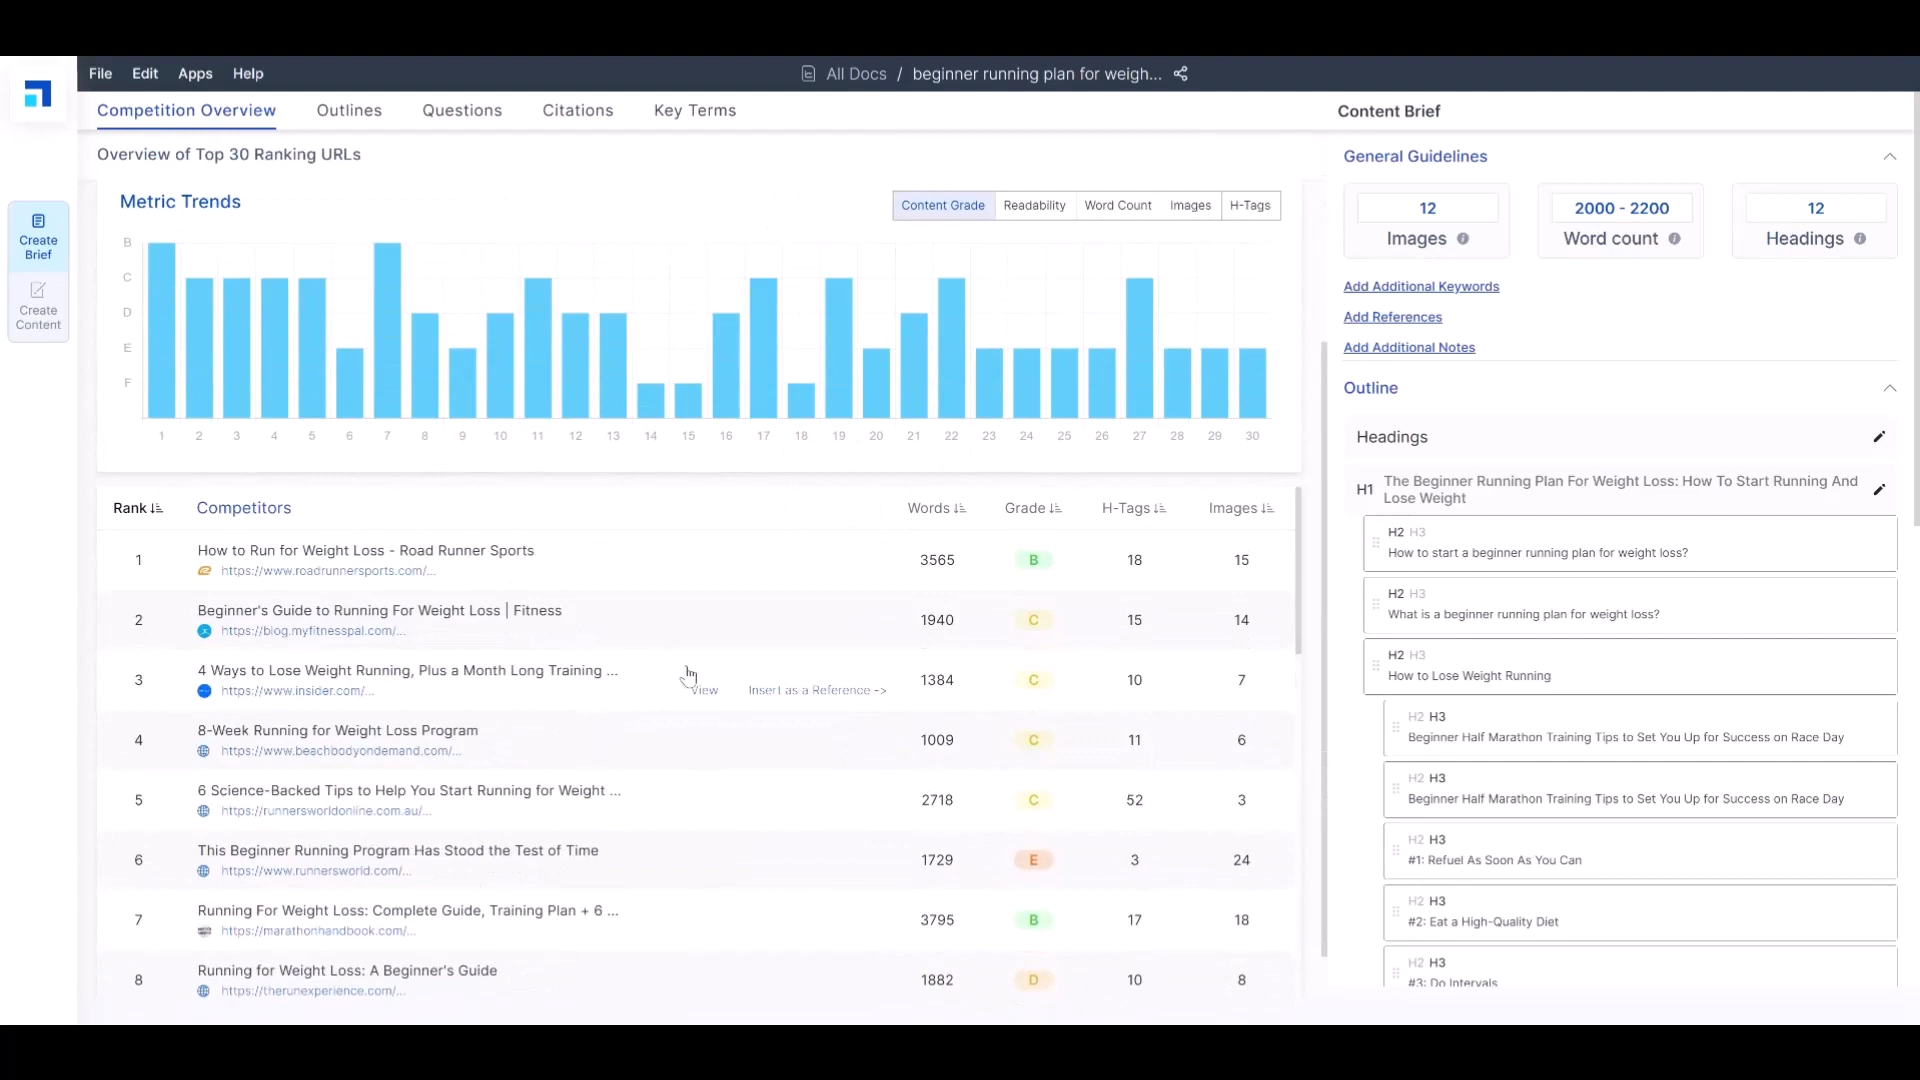 File Edit Apps Help
All Docs / beginner running plan for weigh...
Competition Overview Outlines Questions Citations Key Terms
Content Brief
Overview of Top 30 Ranking URLs
Create Brief
Create Content
Metric Trends
Content Grade Readability Word Count Images H-Tags
B
C
D
E
F
1 2 3 4 5 6 7 8 9 10 11 12 13 14 15 16 17 18 19 20 21 22 23 24 25 26 27 28 29 30
Rank Competitors Words Grade H-Tags Images
1 How to Run for Weight Loss - Road Runner Sports 3565 B 18 15
https://www.roadrunnersports.com/...
2 Beginner's Guide to Running For Weight Loss | Fitness 1940 C 15 14
https://blog.myfitnesspal.com/...
3 4 Ways to Lose Weight Running, Plus a Month Long Training ... 1384 C 10 7
https://www.insider.com/... View Insert as a Reference ->
4 8-Week Running for Weight Loss Program 1009 C 11 6
https://www.beachbodyondemand.com/...
5 6 Science-Backed Tips to Help You Start Running for Weight ... 2718 C 52 3
https://runnersworldonline.com.au/...
6 This Beginner Running Program Has Stood the Test of Time 1729 E 3 24
https://www.runnersworld.com/...
7 Running For Weight Loss: Complete Guide, Training Plan + 6 ... 3795 B 17 18
https://marathonhandbook.com/...
8 Running for Weight Loss: A Beginner's Guide 1882 D 10 8
https://therunexperience.com/...
General Guidelines
12 2000 - 2200 12
Images Word count Headings
Add Additional Keywords
Add References
Add Additional Notes
Outline
Headings
H1 The Beginner Running Plan For Weight Loss: How To Start Running And
Lose Weight
H2 H3
How to start a beginner running plan for weight loss?
H2 H3
What is a beginner running plan for weight loss?
H2 H3
How to Lose Weight Running
H2 H3
Beginner Half Marathon Training Tips to Set You Up for Success on Race Day
H2 H3
Beginner Half Marathon Training Tips to Set You Up for Success on Race Day
H2 H3
#1: Refuel As Soon As You Can
H2 H3
#2: Eat a High-Quality Diet
H2 H3
#3: Do Intervals